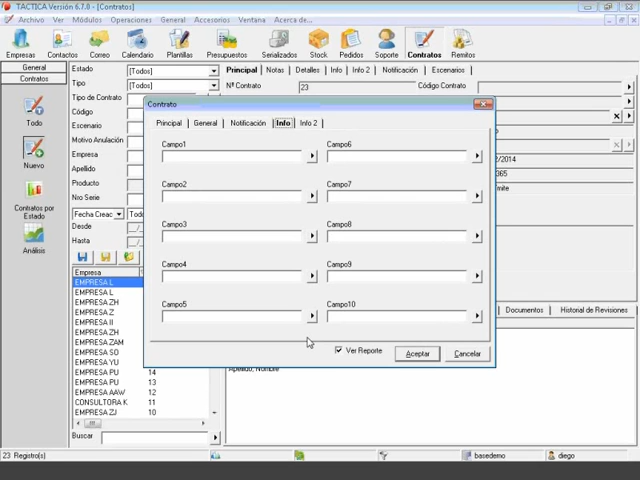 TACTICA Versión 6.7.0 - [Contratos]
Archivo Ver Módulos Operaciones General Accesorios Ventana Acerca de...
Empresas Contactos Correo Calendario Plantillas Presupuestos Serializados Stock Pedidos Soporte Contratos Remitos
General
Contratos
Todo
Nuevo
Contratos por
Estado
Análisis
Estado [Todos]
Tipo [Todos]
Tipo de Contrato
Código
Escenario
Motivo Anulación
Empresa
Apellido
Producto
Nro Serie
Fecha Creac Todo
Desde
Hasta
Principal Notas Detalles Info Info 2 Notificación Escenarios
Nº Contrato 23 Código Contrato
2/2014
365
mite
Documentos Historial de Revisiones
Contrato
Principal General Notificación Info Info 2
Campo1 Campo6
Campo2 Campo7
Campo3 Campo8
Campo4 Campo9
Campo5 Campo10
Ver Reporte Aceptar Cancelar
Apellido, Nombre
Empresa
EMPRESA L
EMPRESA L
EMPRESA ZH
EMPRESA Z
EMPRESA II
EMPRESA ZH
EMPRESA ZAM
EMPRESA SO
EMPRESA YU
EMPRESA PU 14
EMPRESA PU 13
EMPRESA AAW 12
CONSULTORA K 11
EMPRESA ZJ 10
Buscar
23 Registro(s) basedemo diego